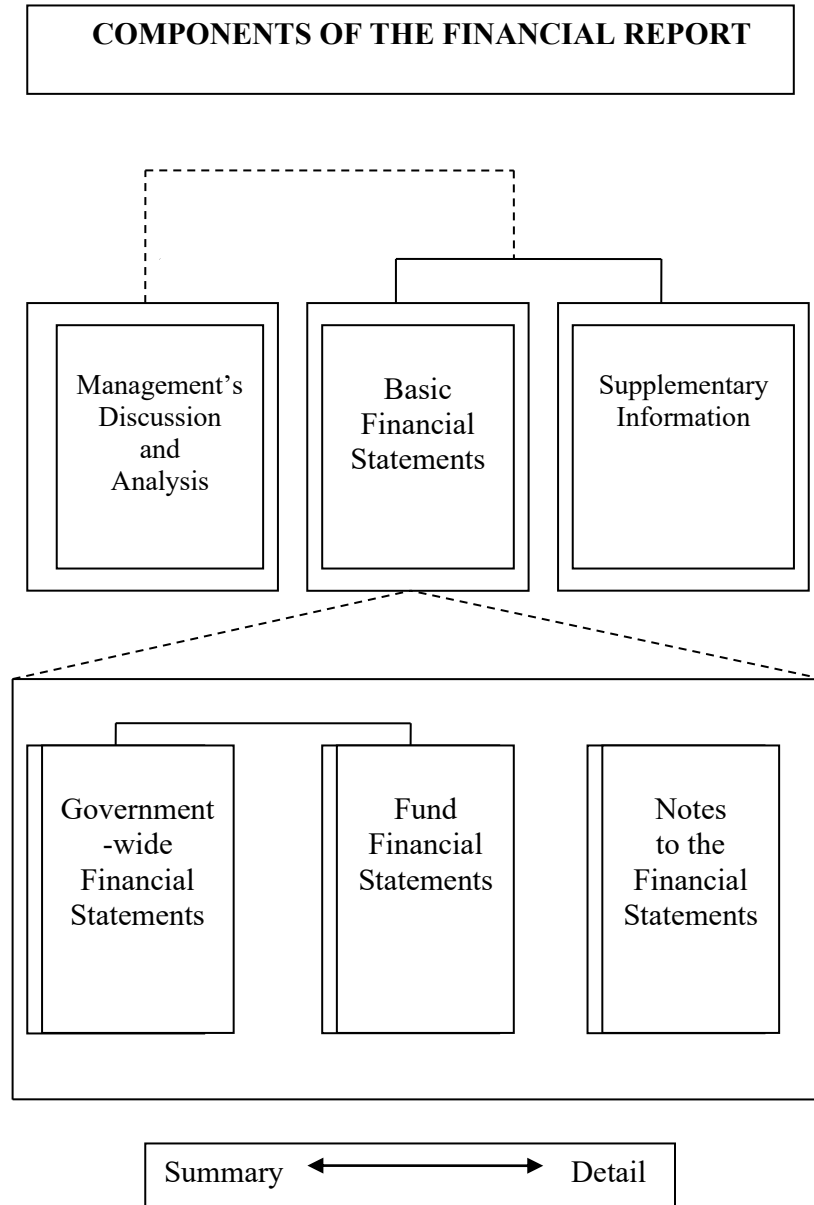 COMPONENTS OF THE FINANCIAL REPORT
Management’s
Discussion
and
Analysis
Basic
Financial
Statements
Supplementary
Information
Government
-wide
Financial
Statements
Fund
Financial
Statements
Notes
to the
Financial
Statements
Summary
Detail